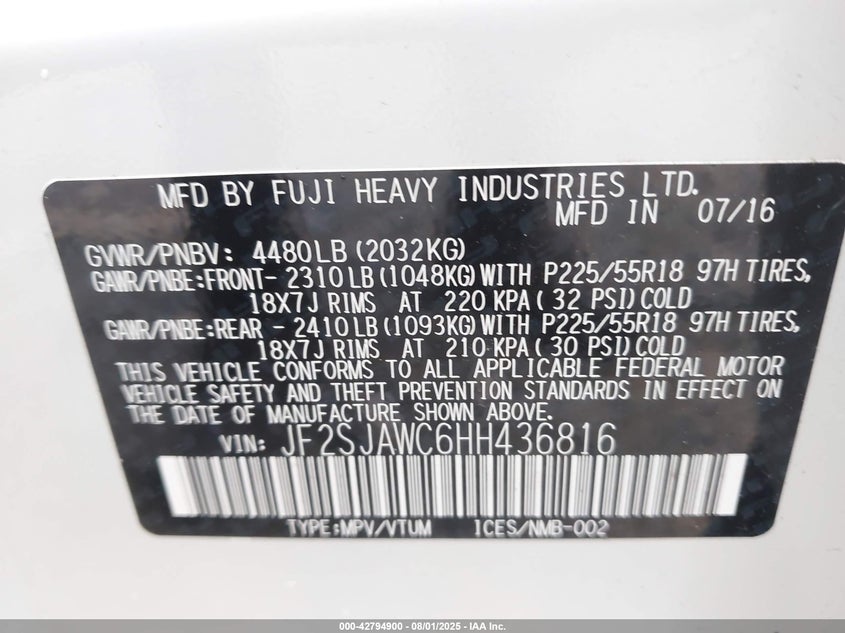 MFD BY FUJI HEAVY INDUSTRIES LTD.
MFD IN 07/16
GVWR/PNBV: 4480LB (2032KG)
GAWR/PNBE:FRONT- 2310LB (1048KG) WITH P225/55R18 97H TIRES,
18X7J RIMS AT 220 KPA ( 32 PSI) COLD
GAWR/PNBE:REAR - 2410LB (1093KG) WITH P225/55R18 97H TIRES,
18X7J RIMS AT 210 KPA ( 30 PSI) COLD
THIS VEHICLE CONFORMS TO ALL APPLICABLE FEDERAL MOTOR
VEHICLE SAFETY AND THEFT PREVENTION STANDARDS IN EFFECT ON
THE DATE OF MANUFACTURE SHOWN ABOVE.
VIN: JF2SJAWC6HH436816
TYPE:MPV/VTUM ICES/NMB-002
000-42794900 - 08/01/2025 - IAA Inc.